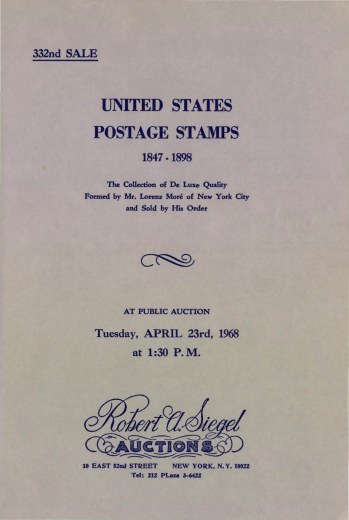 332nd SALE
UNITED STATES
POSTAGE STAMPS
1847 - 1898
The Collection of De Luxe Quality
Formed by Mr. Lorenz Moré of New York City
and Sold by His Order
AT PUBLIC AUCTION
Tuesday, APRIL 23rd, 1968
at 1:30 P. M.
Robert A. Siegel
AUCTIONS
10 EAST 52nd STREET NEW YORK, N. Y. 10022
Tel: 212 PLaza 3-6422